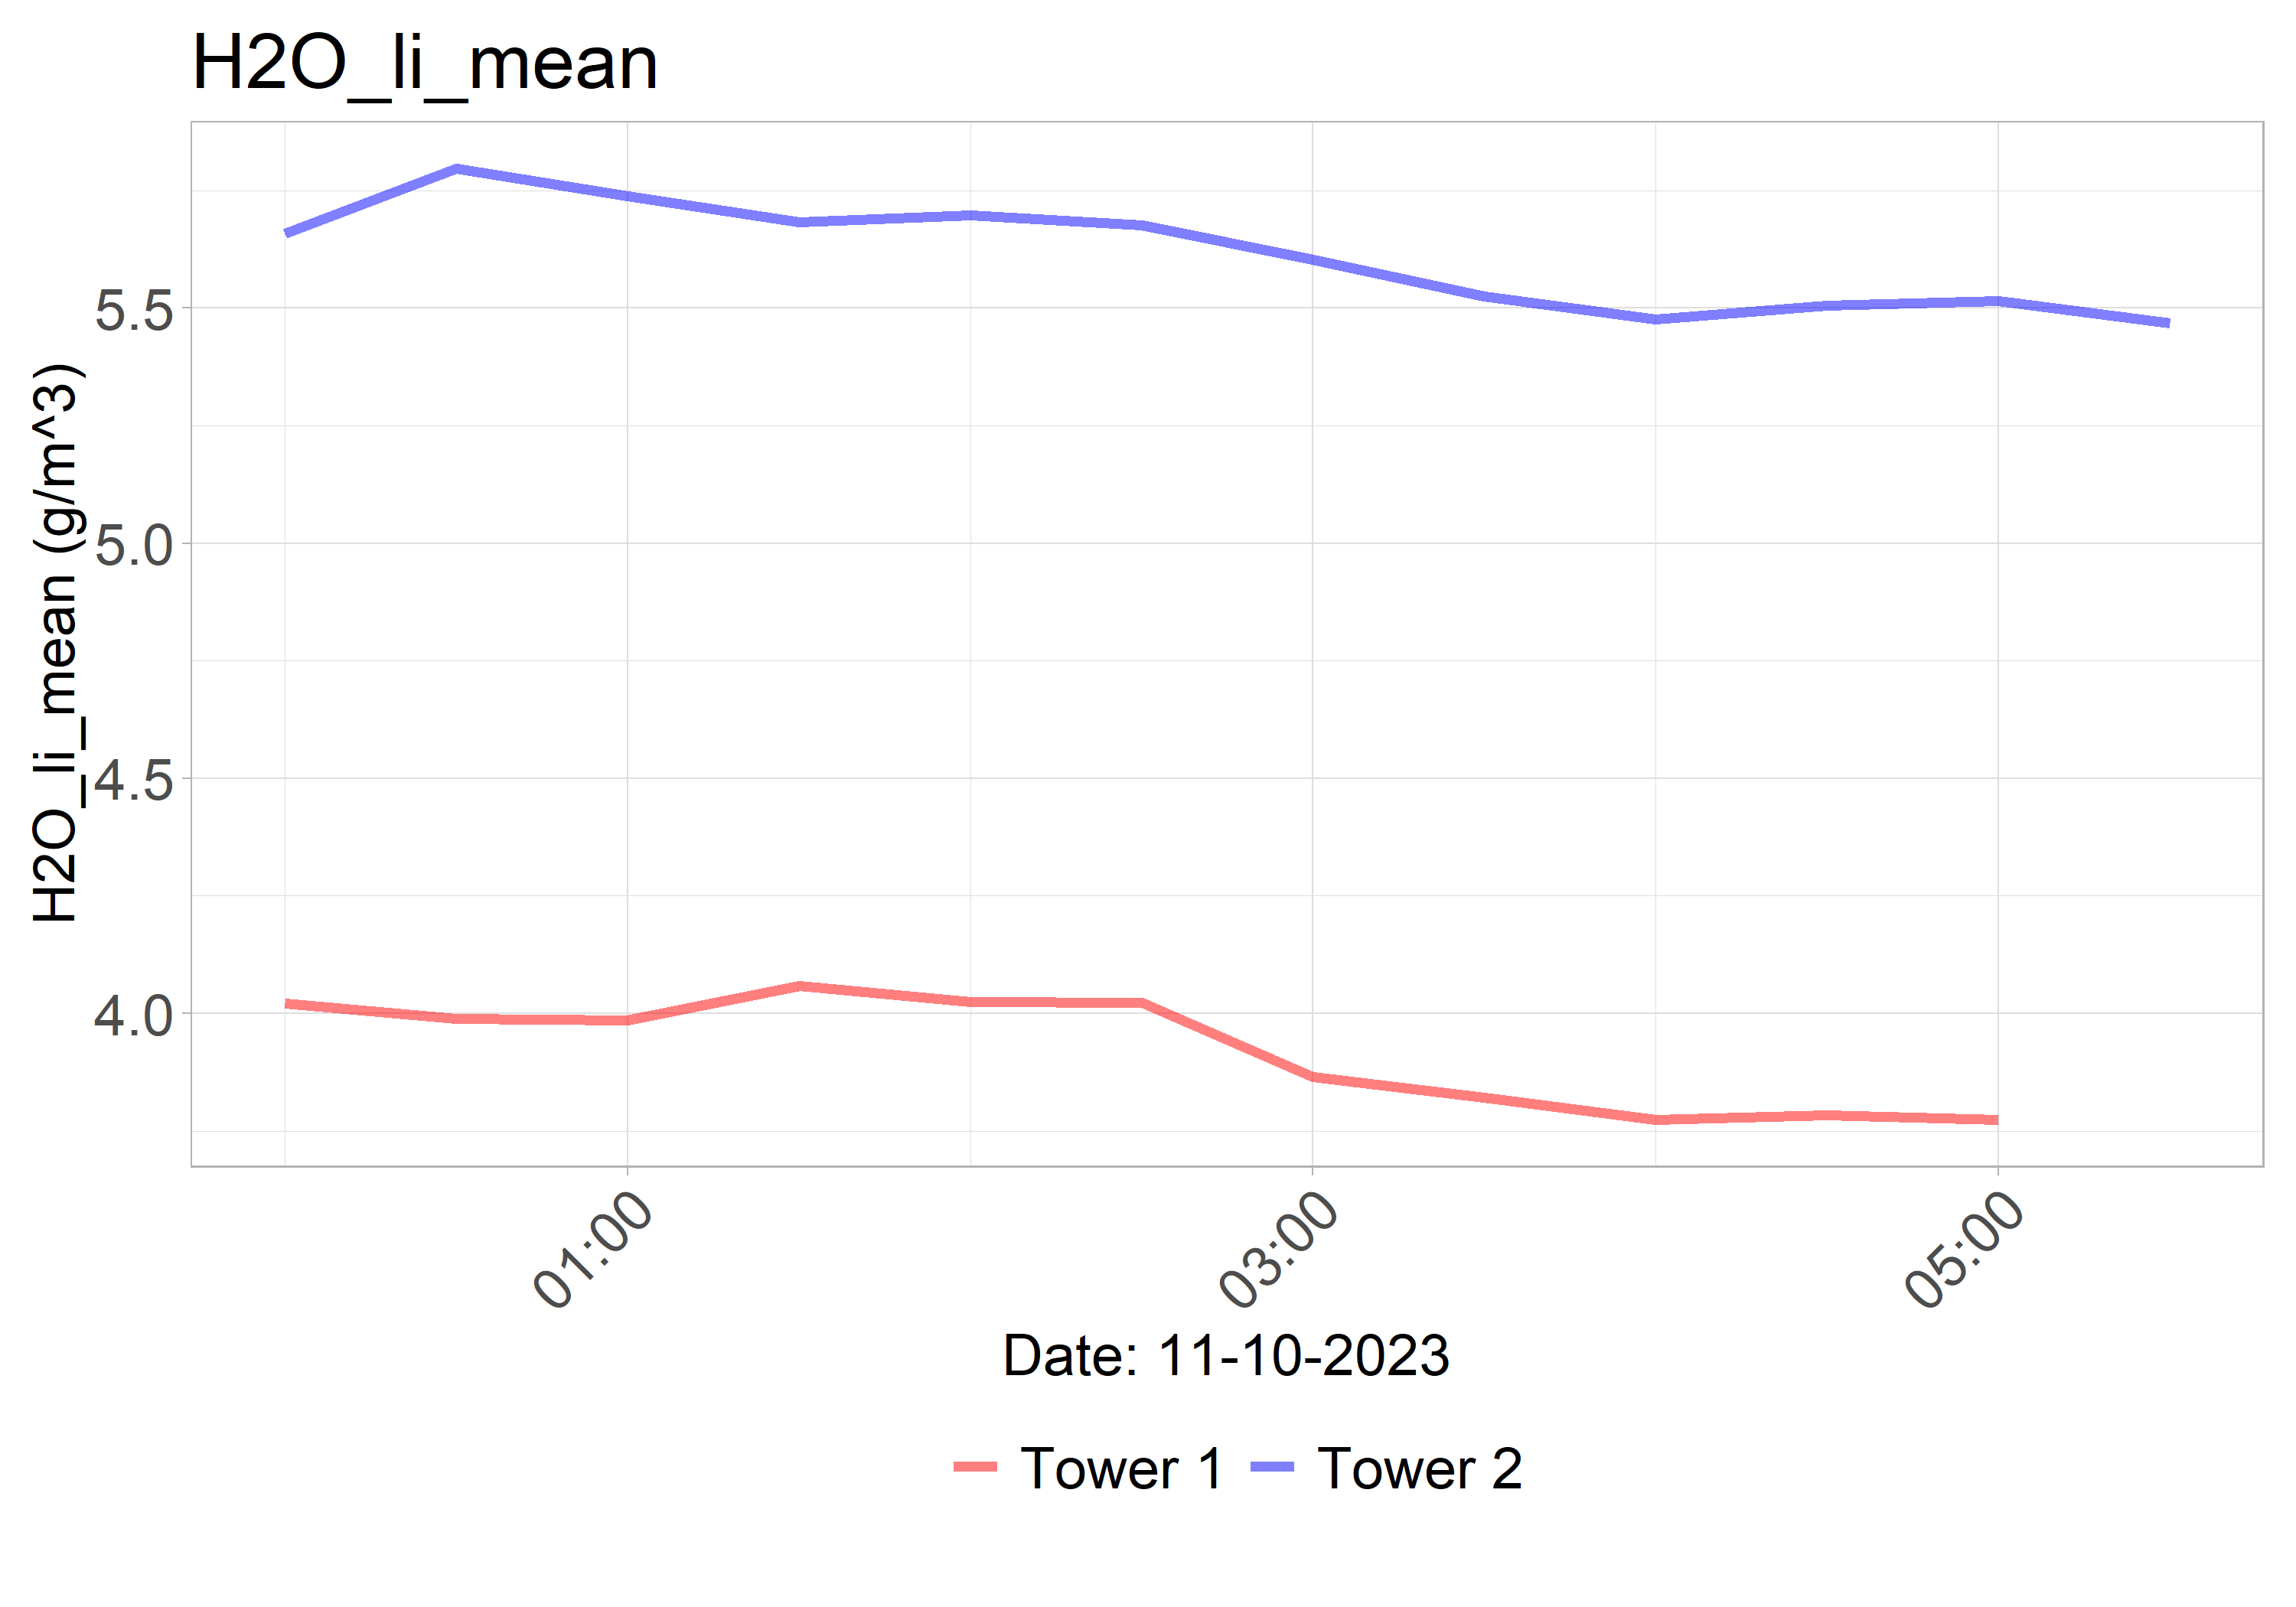 H2O_li_mean
H2O_li_mean (g/m^3)
5.5
5.0
4.5
4.0
01:00
03:00
05:00
Date: 11-10-2023
Tower 1
Tower 2